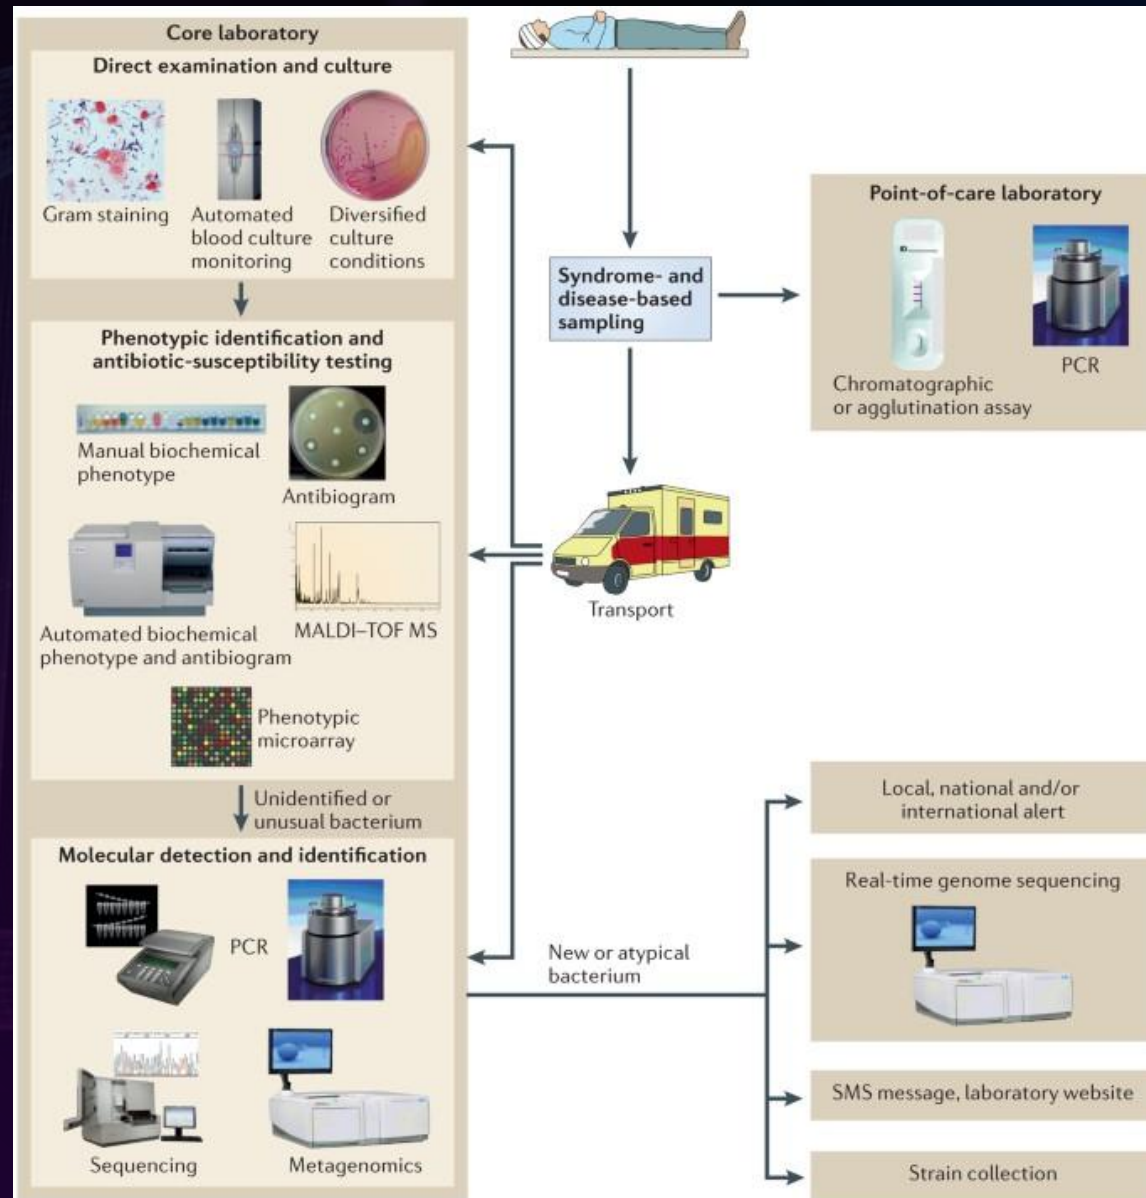 Core laboratory
Direct examination and culture
Gram staining
Automated
blood culture
monitoring
Diversified
culture
conditions
Phenotypic identification and
antibiotic-susceptibility testing
Manual biochemical
phenotype
Antibiogram
Automated biochemical
phenotype and antibiogram
MALDI–TOF MS
Phenotypic
microarray
Unidentified or
unusual bacterium
Molecular detection and identification
PCR
Sequencing
Metagenomics
Syndrome- and
disease-based
sampling
Transport
Point-of-care laboratory
Chromatographic
or agglutination assay
PCR
New or atypical
bacterium
Local, national and/or
international alert
Real-time genome sequencing
SMS message, laboratory website
Strain collection